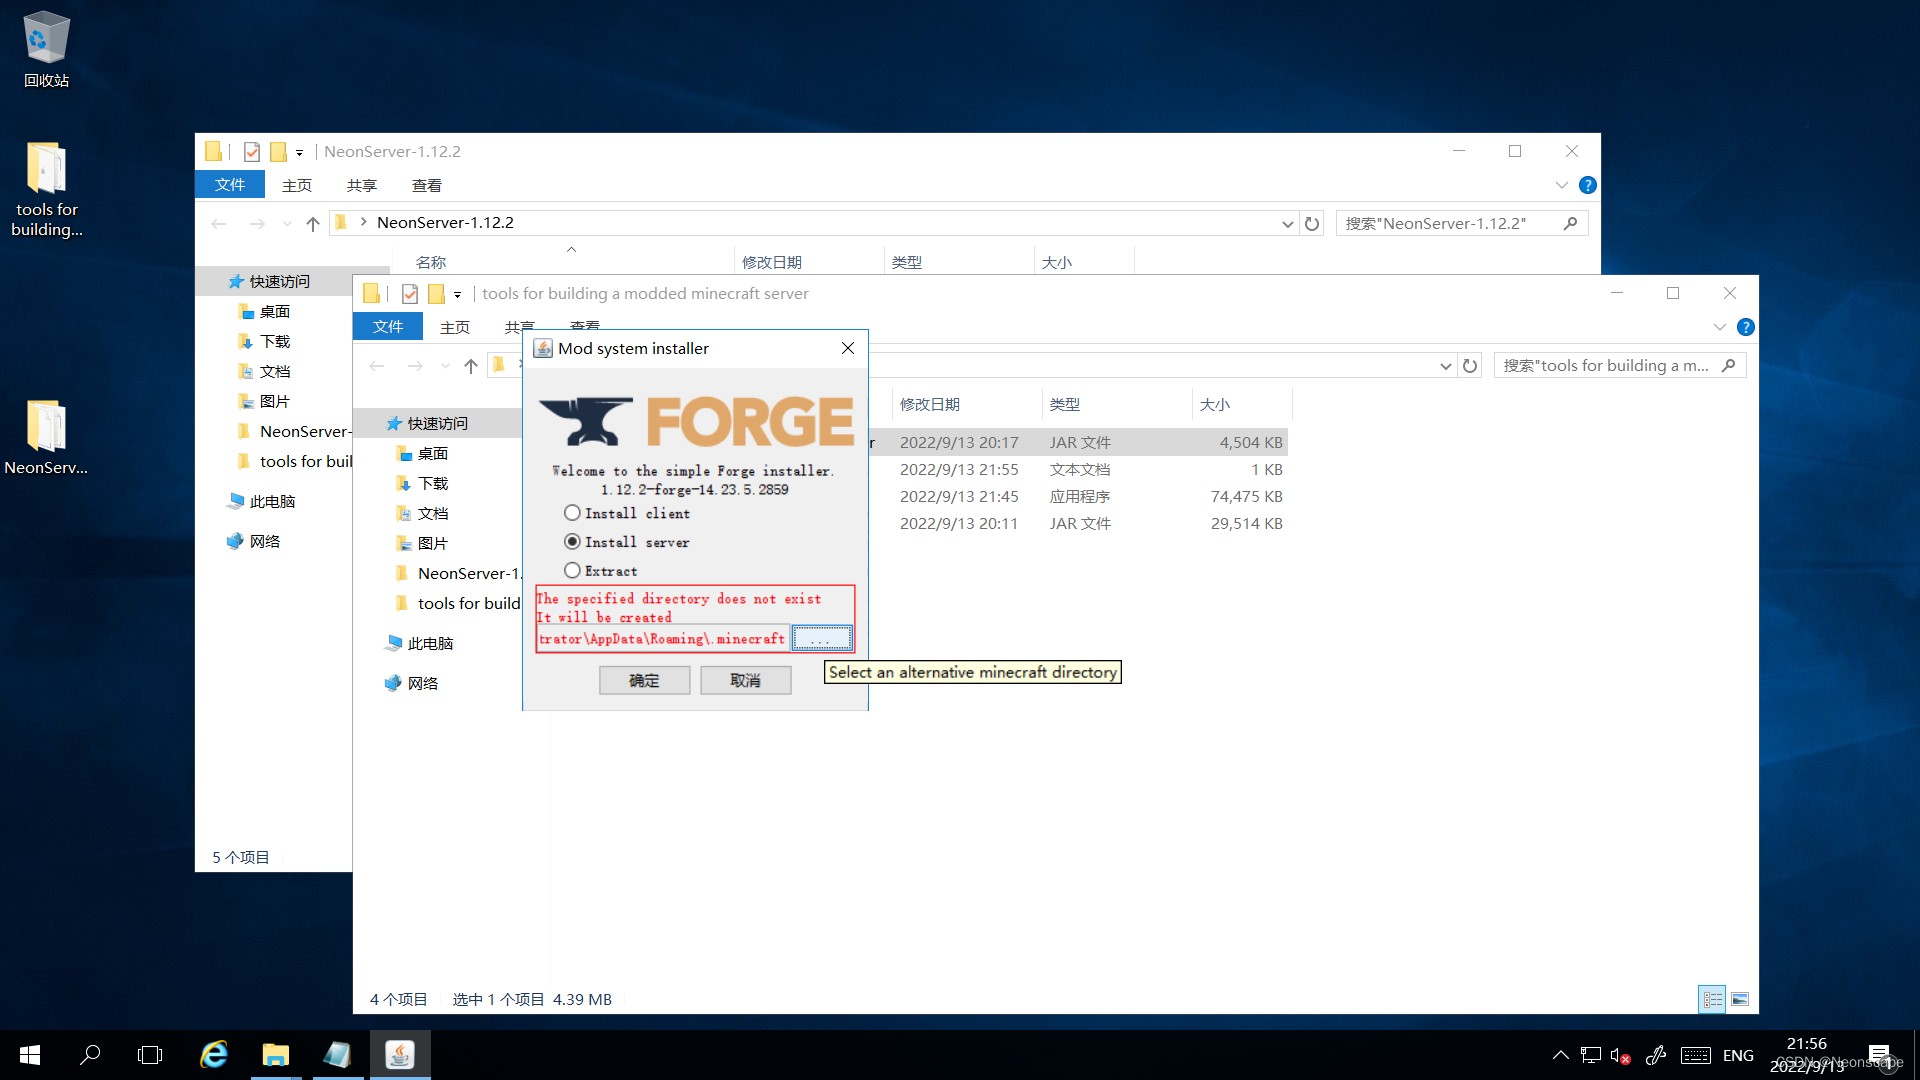 回收站
tools for
building...
NeonServ...
NeonServer-1.12.2
文件
主页
共享
查看
NeonServer-1.12.2
搜索"NeonServer-1.12.2"
名称
修改日期
类型
大小
快速访问
桌面
下载
文档
图片
NeonServer-
tools for buil
此电脑
网络
5 个项目
tools for building a modded minecraft server
文件
主页
共享
查看
搜索"tools for building a m...
修改日期
类型
大小
快速访问
桌面
下载
文档
图片
NeonServer-1.
tools for build
此电脑
网络
r 2022/9/13 20:17 JAR 文件 4,504 KB
2022/9/13 21:55 文本文档 1 KB
2022/9/13 21:45 应用程序 74,475 KB
2022/9/13 20:11 JAR 文件 29,514 KB
4 个项目
选中 1 个项目 4.39 MB
Mod system installer
FORGE
Welcome to the simple Forge installer.
1.12.2-forge-14.23.5.2859
Install client
Install server
Extract
The specified directory does not exist
It will be created
trator\AppData\Roaming\.minecraft
...
确定
取消
Select an alternative minecraft directory
ENG
21:56
2022/9/13
1
CSDN @Neonscape